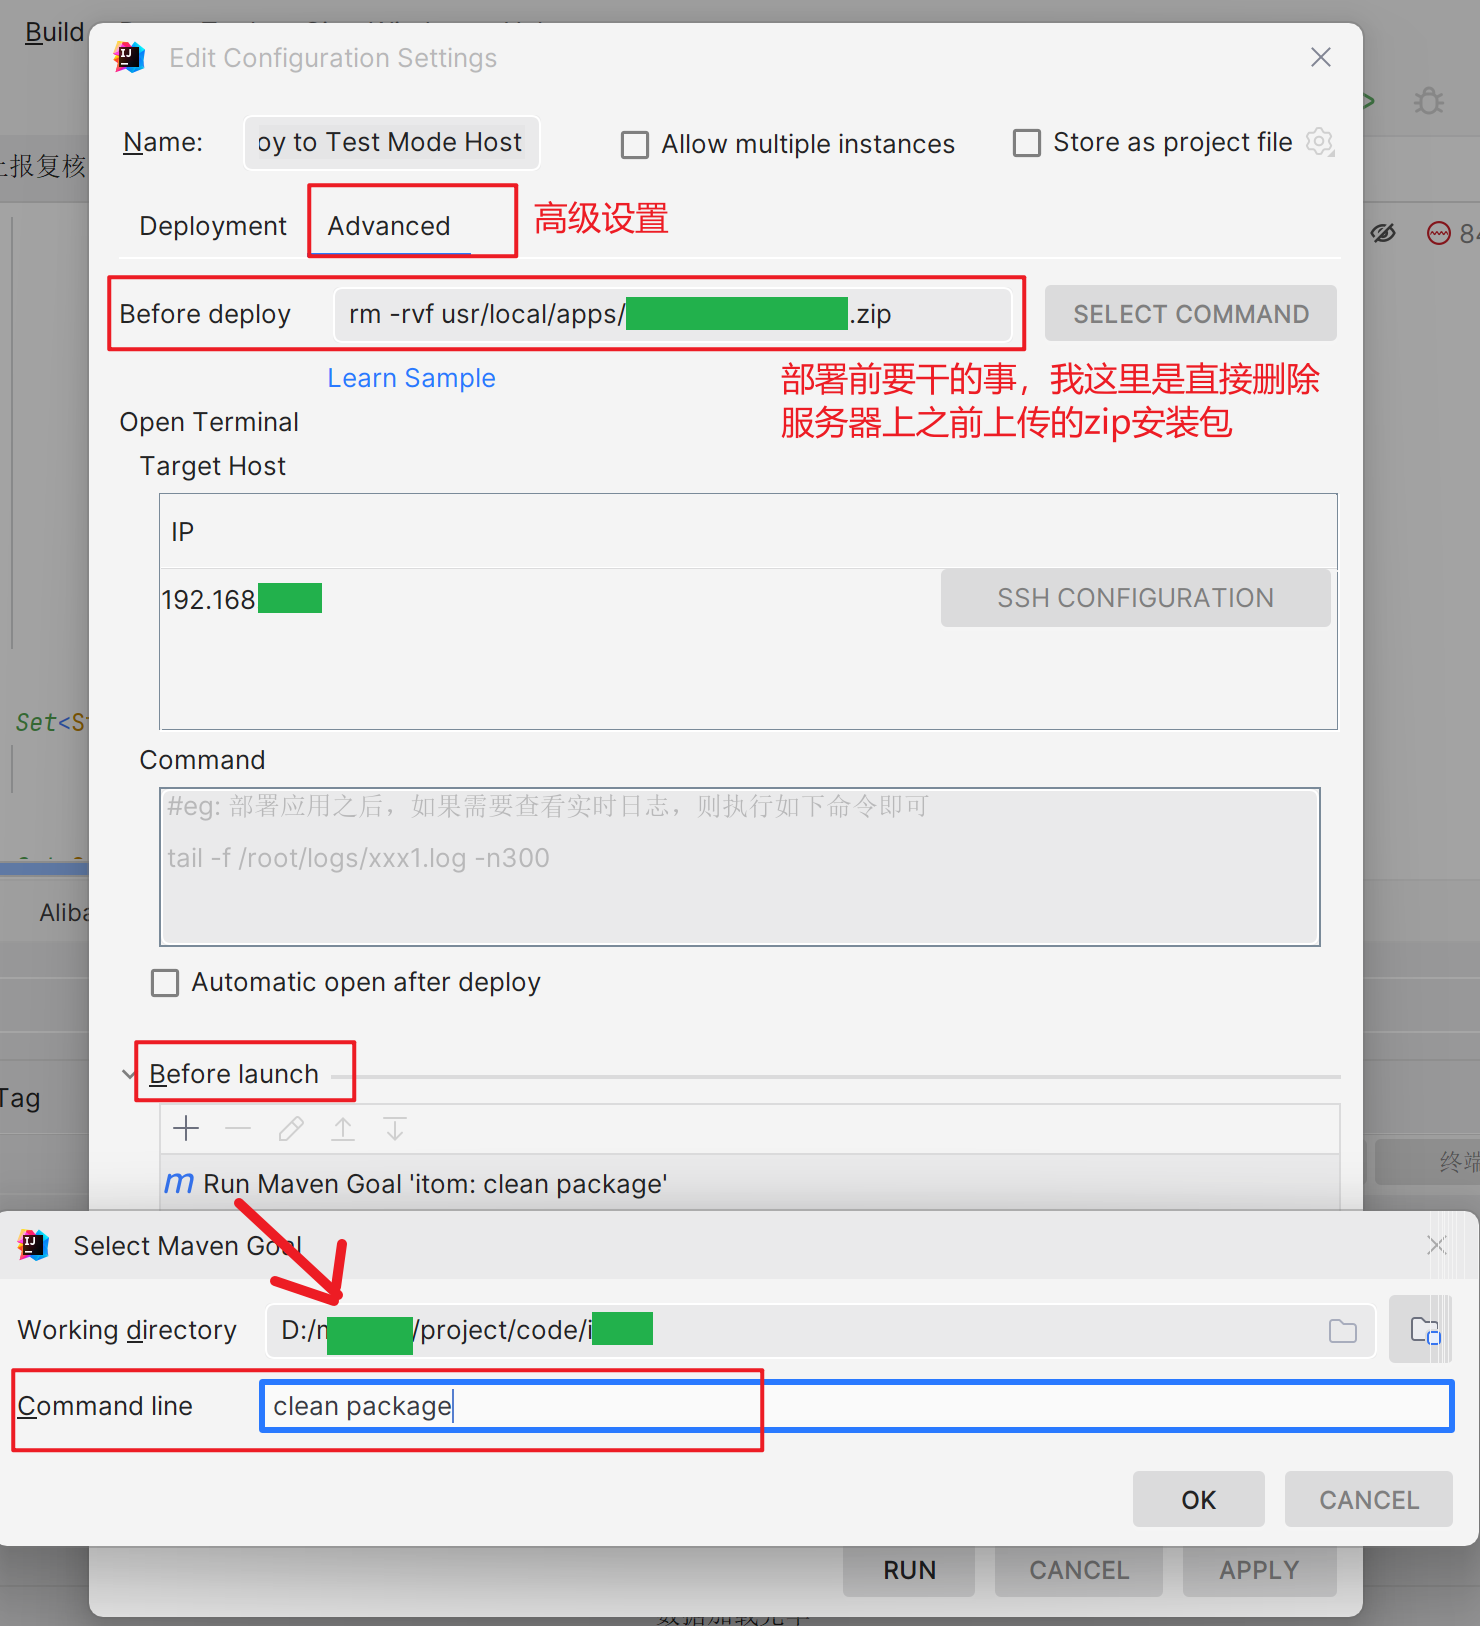 Build
Edit Configuration Settings
Name:
oy to Test Mode Host
Allow multiple instances
Store as project file
上报复核
Deployment
Advanced
高级设置
84
Before deploy
rm -rvf usr/local/apps/
.zip
SELECT COMMAND
Learn Sample
部署前要干的事，我这里是直接删除
服务器上之前上传的zip安装包
Open Terminal
Target Host
IP
192.168
SSH CONFIGURATION
Set<St
Command
#eg: 部署应用之后，如果需要查看实时日志，则执行如下命令即可
tail -f /root/logs/xxx1.log -n300
Aliba
Automatic open after deploy
Before launch
Tag
终端
m Run Maven Goal 'itom: clean package'
Select Maven Goal
Working directory
D:/m
/project/code/i
Command line
clean package
OK
CANCEL
RUN
CANCEL
APPLY